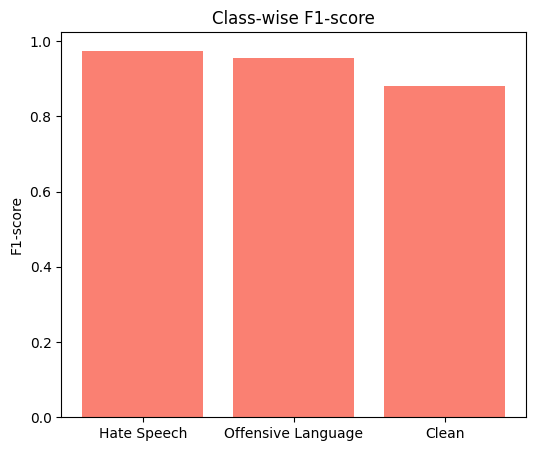 Class-wise F1-score
F1-score
1.0
0.8
0.6
0.4
0.2
0.0
Hate Speech
Offensive Language
Clean